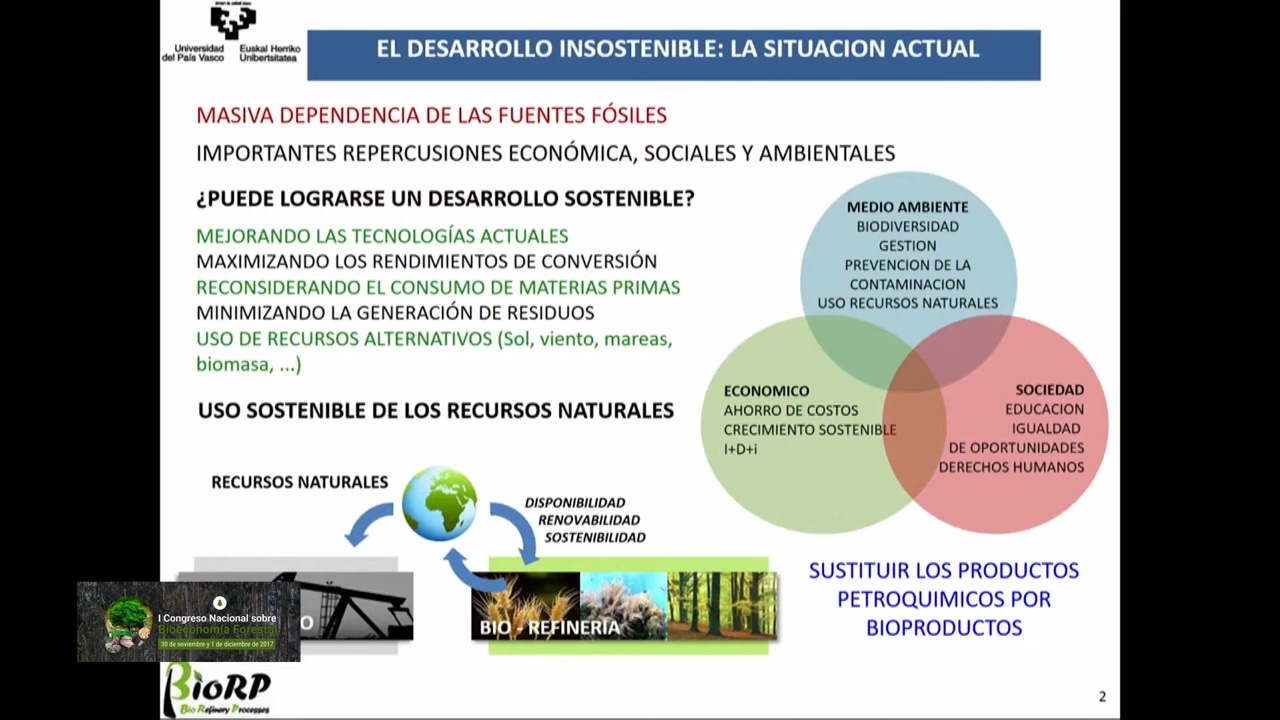 Universidad
del País Vasco
Euskal Herriko
Unibertsitatea
EL DESARROLLO INSOSTENIBLE: LA SITUACION ACTUAL
MASIVA DEPENDENCIA DE LAS FUENTES FÓSILES
IMPORTANTES REPERCUSIONES ECONÓMICA, SOCIALES Y AMBIENTALES
¿PUEDE LOGRARSE UN DESARROLLO SOSTENIBLE?
MEJORANDO LAS TECNOLOGÍAS ACTUALES
MAXIMIZANDO LOS RENDIMIENTOS DE CONVERSIÓN
RECONSIDERANDO EL CONSUMO DE MATERIAS PRIMAS
MINIMIZANDO LA GENERACIÓN DE RESIDUOS
USO DE RECURSOS ALTERNATIVOS (Sol, viento, mareas,
biomasa, ...)
USO SOSTENIBLE DE LOS RECURSOS NATURALES
MEDIO AMBIENTE
BIODIVERSIDAD
GESTION
PREVENCION DE LA
CONTAMINACION
USO RECURSOS NATURALES
ECONOMICO
AHORRO DE COSTOS
CRECIMIENTO SOSTENIBLE
I+D+i
SOCIEDAD
EDUCACION
IGUALDAD
DE OPORTUNIDADES
DERECHOS HUMANOS
RECURSOS NATURALES
DISPONIBILIDAD
RENOVABILIDAD
SOSTENIBILIDAD
BIO - REFINERIA
SUSTITUIR LOS PRODUCTOS
PETROQUIMICOS POR
BIOPRODUCTOS
I Congreso Nacional sobre
Bioeconomía Forestal
30 de noviembre y 1 de diciembre de 2017
BioRP
Bio Refinery Processes
2